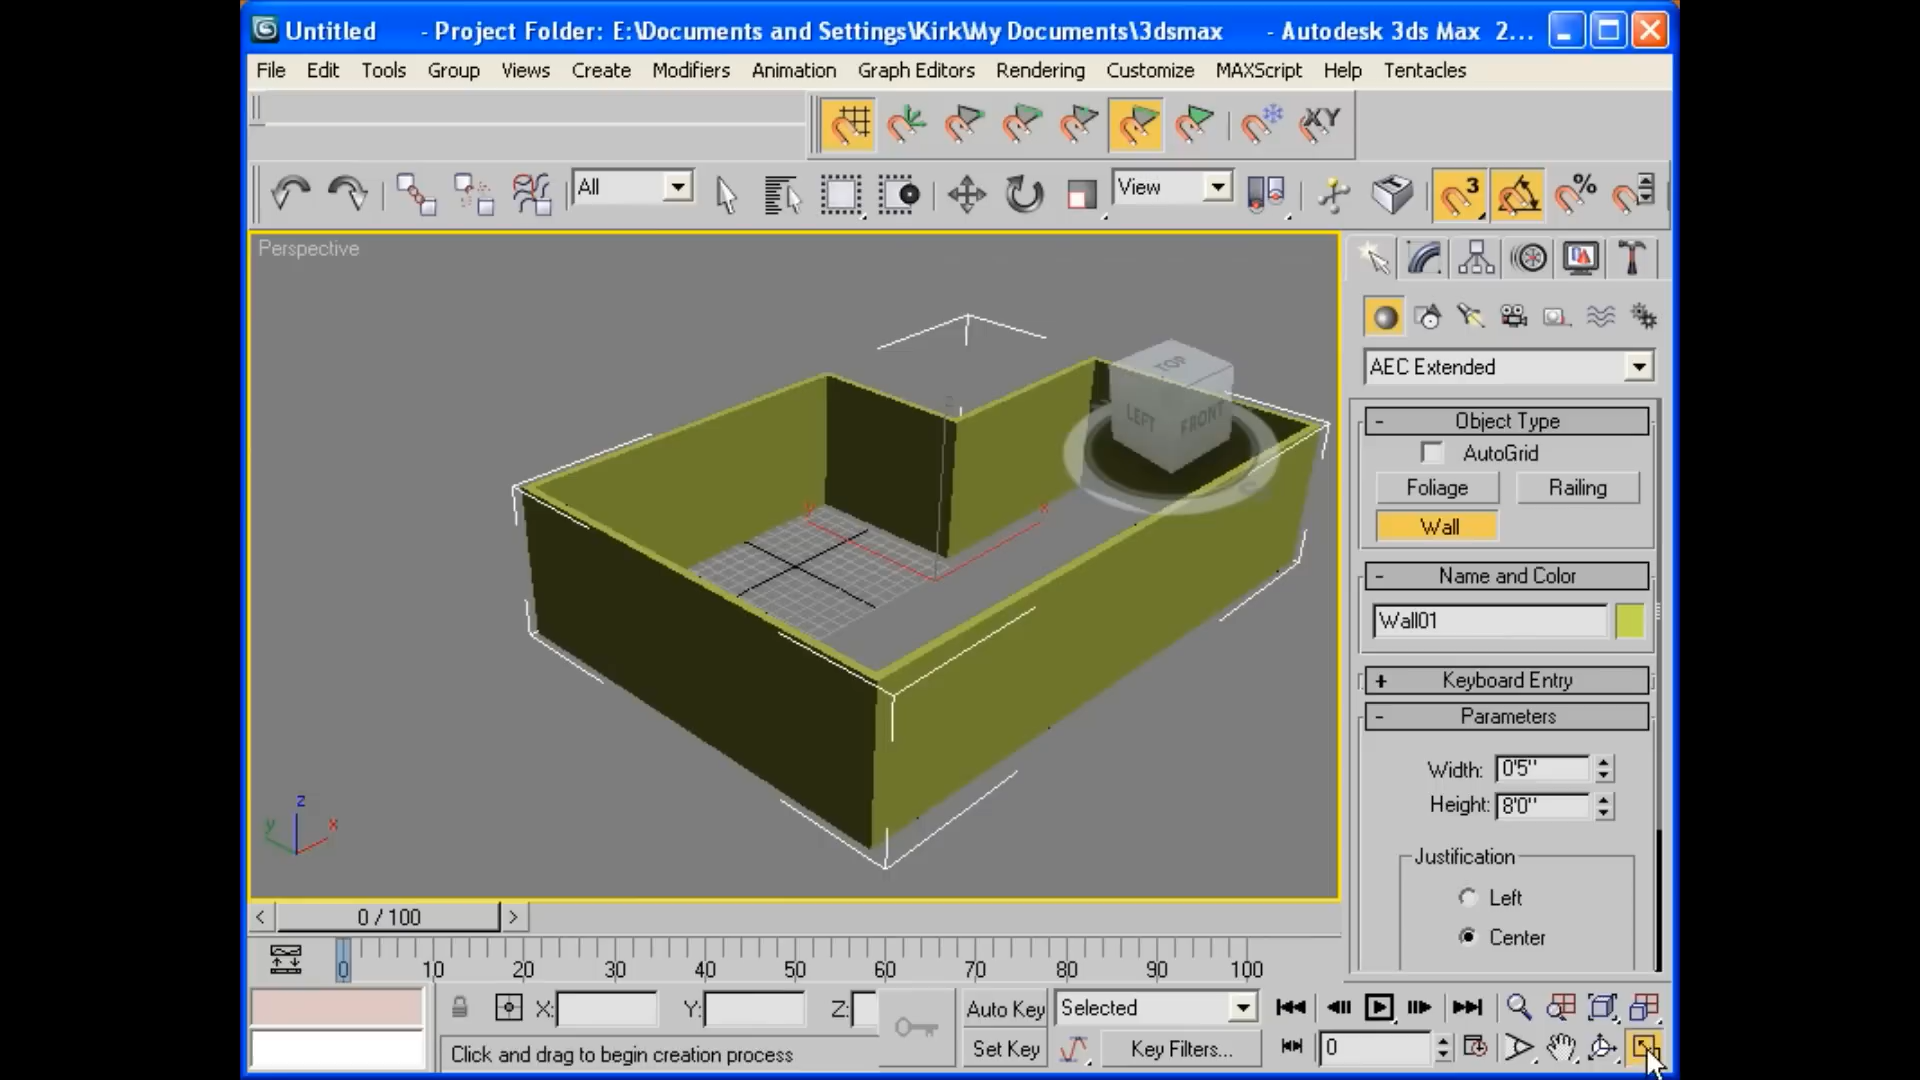 Untitled - Project Folder: E:\Documents and Settings\Kirk\My Documents\3dsmax - Autodesk 3ds Max 2...
File Edit Tools Group Views Create Modifiers Animation Graph Editors Rendering Customize MAXScript Help Tentacles
XY
All View 3 %
Perspective
TOP
LEFT FRONT
x
z
y x
AEC Extended
- Object Type
AutoGrid
Foliage Railing
Wall
- Name and Color
Wall01
+ Keyboard Entry
- Parameters
Width: 0'5"
Height: 8'0"
Justification
Left
Center
< 0 / 100 >
0 10 20 30 40 50 60 70 80 90 100
X: Y: Z: Auto Key Selected
Click and drag to begin creation process Set Key Key Filters... 0